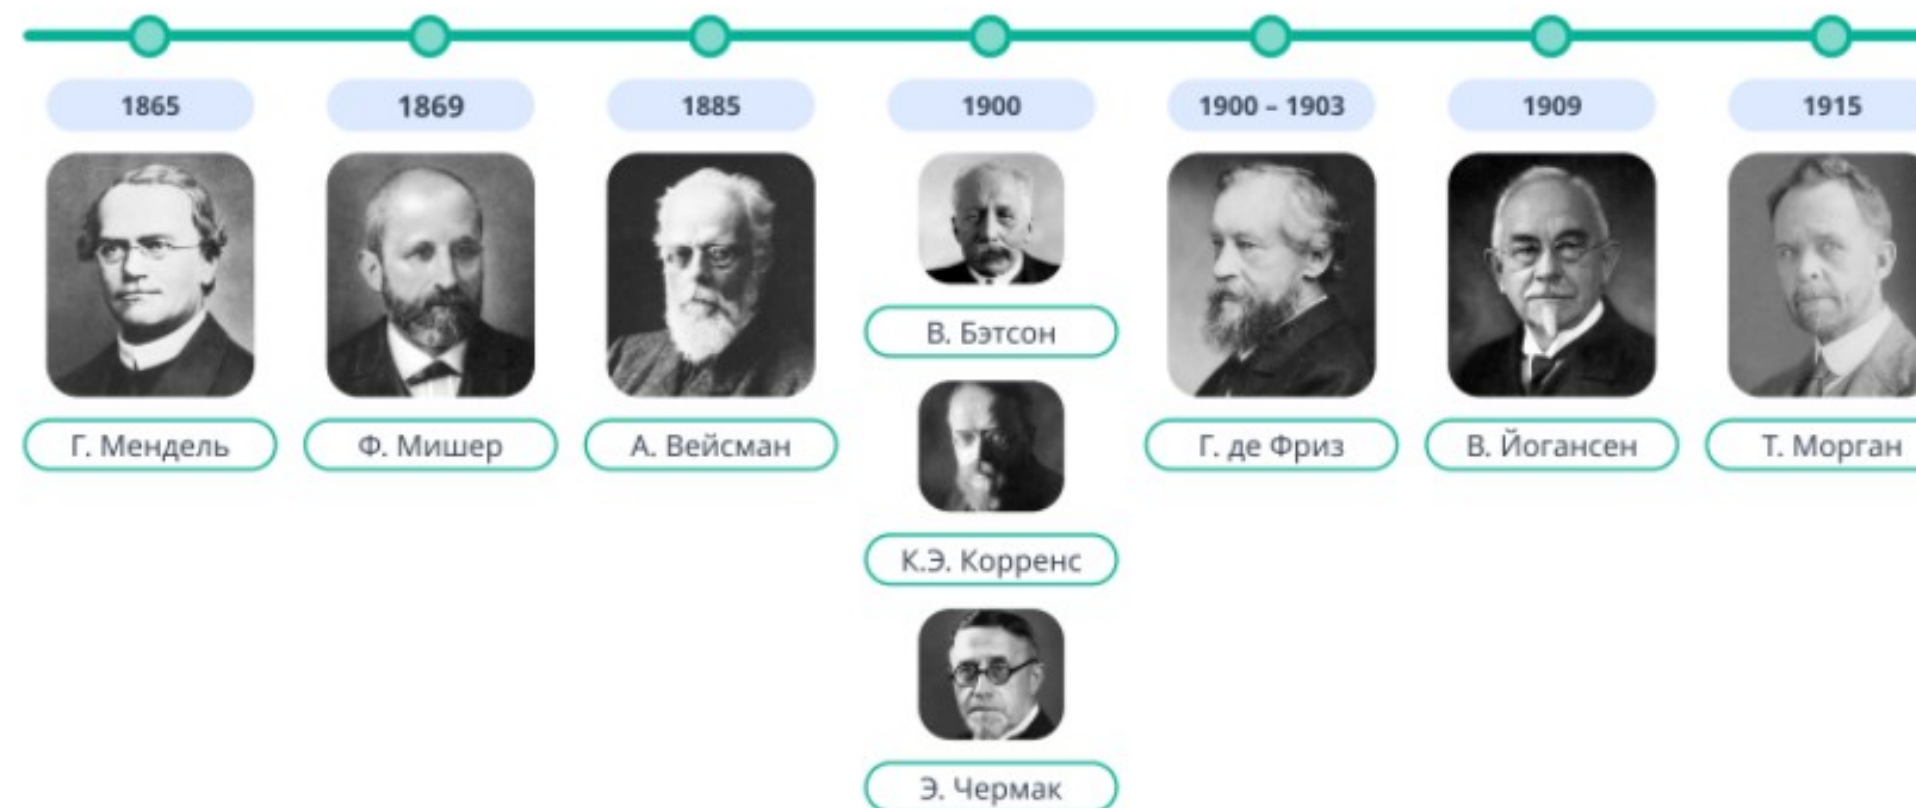 1865
1869
1885
1900
1900 – 1903
1909
1915
Г. Мендель
Ф. Мишер
А. Вейсман
В. Бэтсон
К.Э. Корренс
Э. Чермак
Г. де Фриз
В. Йогансен
Т. Морган